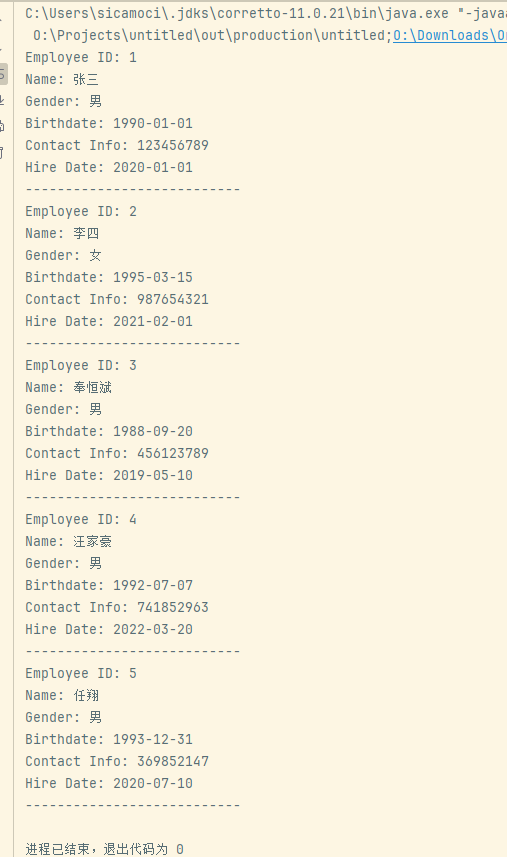 C:\Users\sicamoci\.jdks\corretto-11.0.21\bin\java.exe "-javaa
O:\Projects\untitled\out\production\untitled;O:\Downloads\Or
Employee ID: 1
Name: 张三
Gender: 男
Birthdate: 1990-01-01
Contact Info: 123456789
Hire Date: 2020-01-01
---------------------------
Employee ID: 2
Name: 李四
Gender: 女
Birthdate: 1995-03-15
Contact Info: 987654321
Hire Date: 2021-02-01
---------------------------
Employee ID: 3
Name: 奉恒斌
Gender: 男
Birthdate: 1988-09-20
Contact Info: 456123789
Hire Date: 2019-05-10
---------------------------
Employee ID: 4
Name: 汪家豪
Gender: 男
Birthdate: 1992-07-07
Contact Info: 741852963
Hire Date: 2022-03-20
---------------------------
Employee ID: 5
Name: 任翔
Gender: 男
Birthdate: 1993-12-31
Contact Info: 369852147
Hire Date: 2020-07-10
---------------------------
进程已结束，退出代码为 0